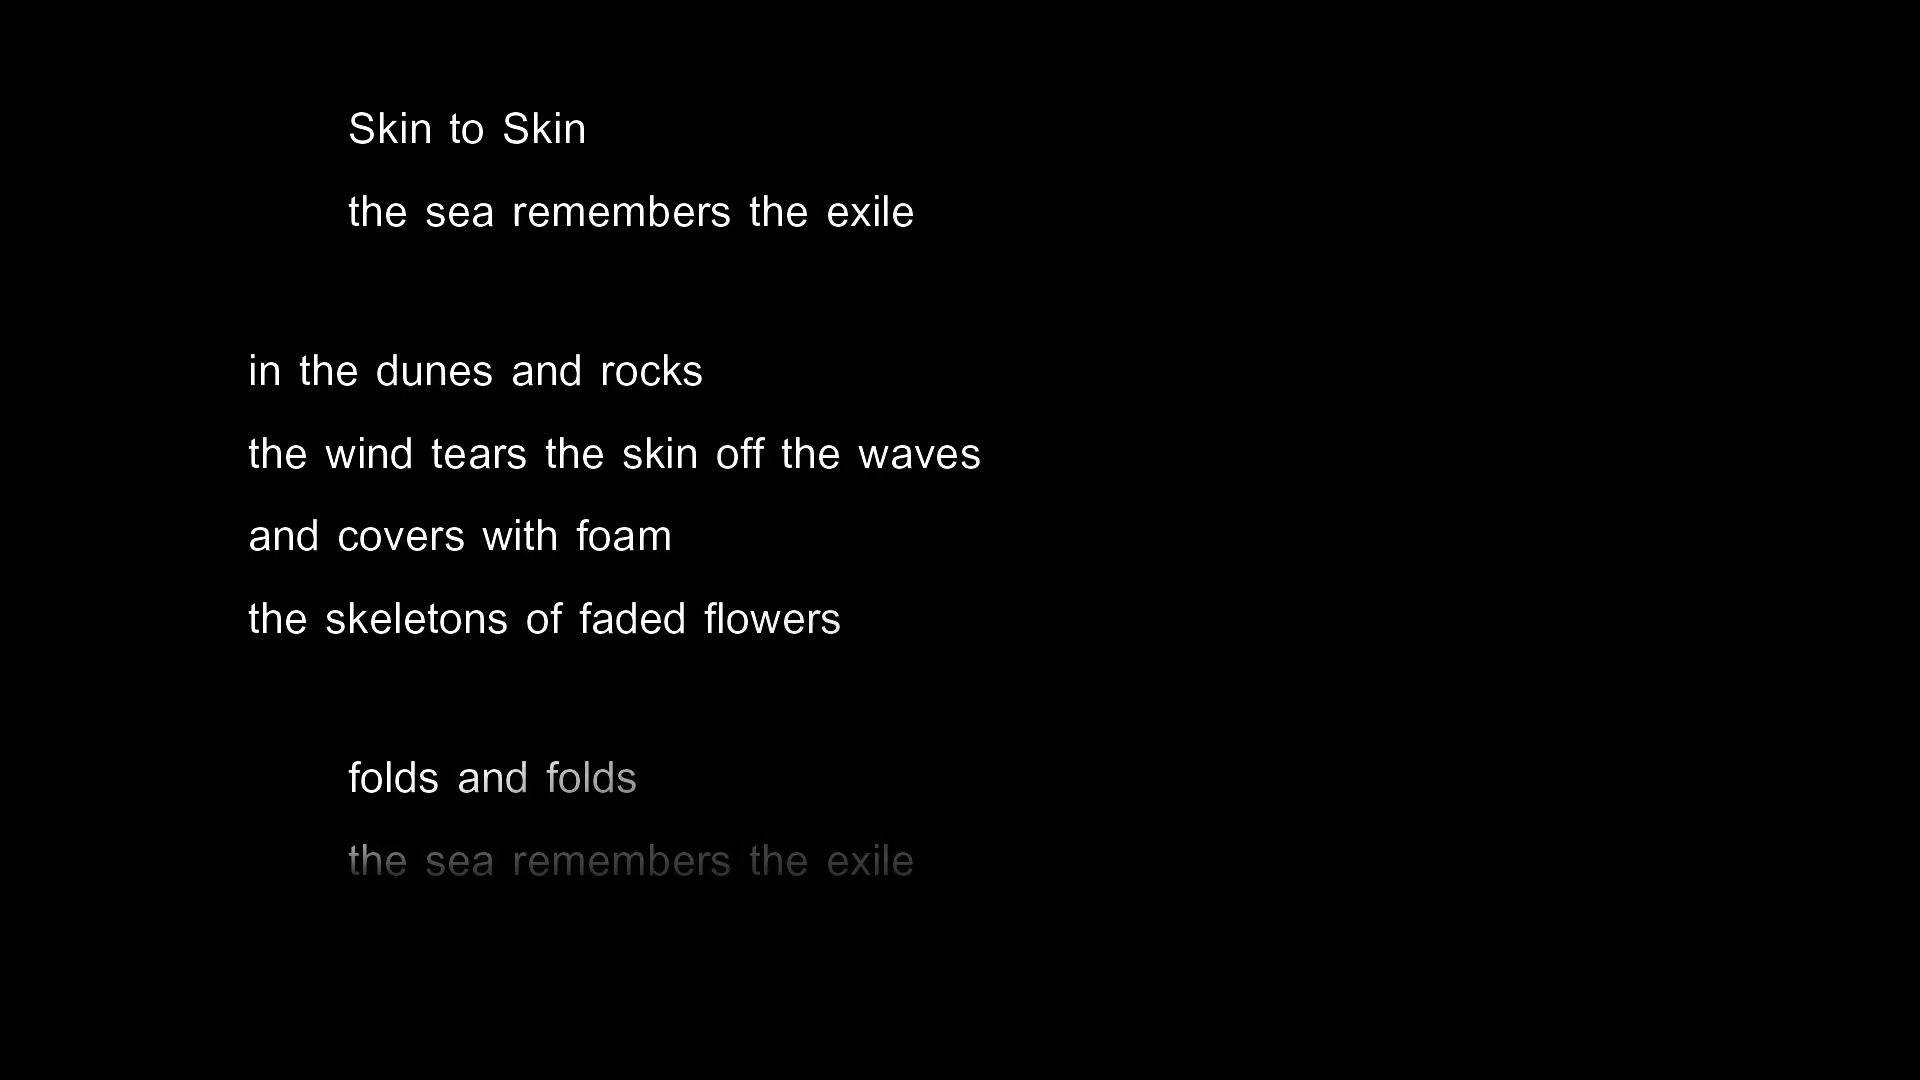 Skin to Skin
the sea remembers the exile
in the dunes and rocks
the wind tears the skin off the waves
and covers with foam
the skeletons of faded flowers
folds and folds
the sea remembers the exile